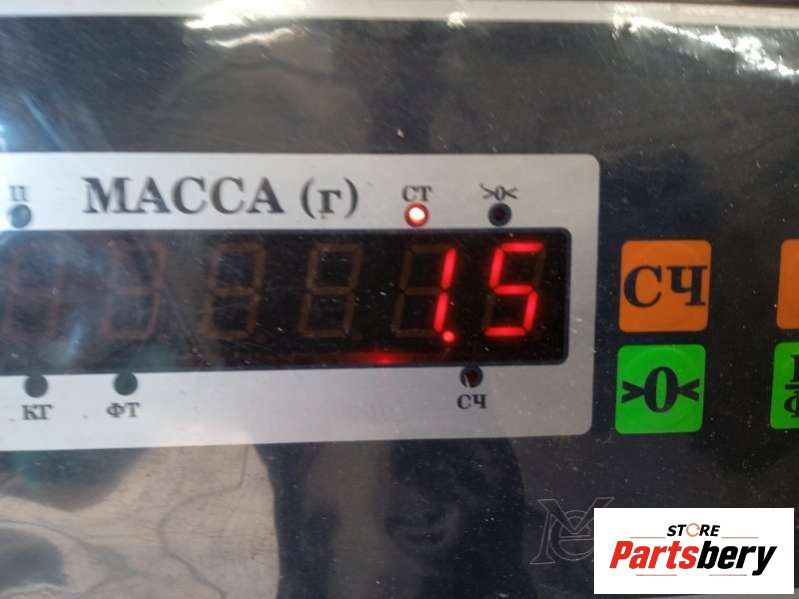 П МАССА (г) СТ >0<
1.5
СЧ
>0<
КГ ФТ СЧ
STORE
Partsbery